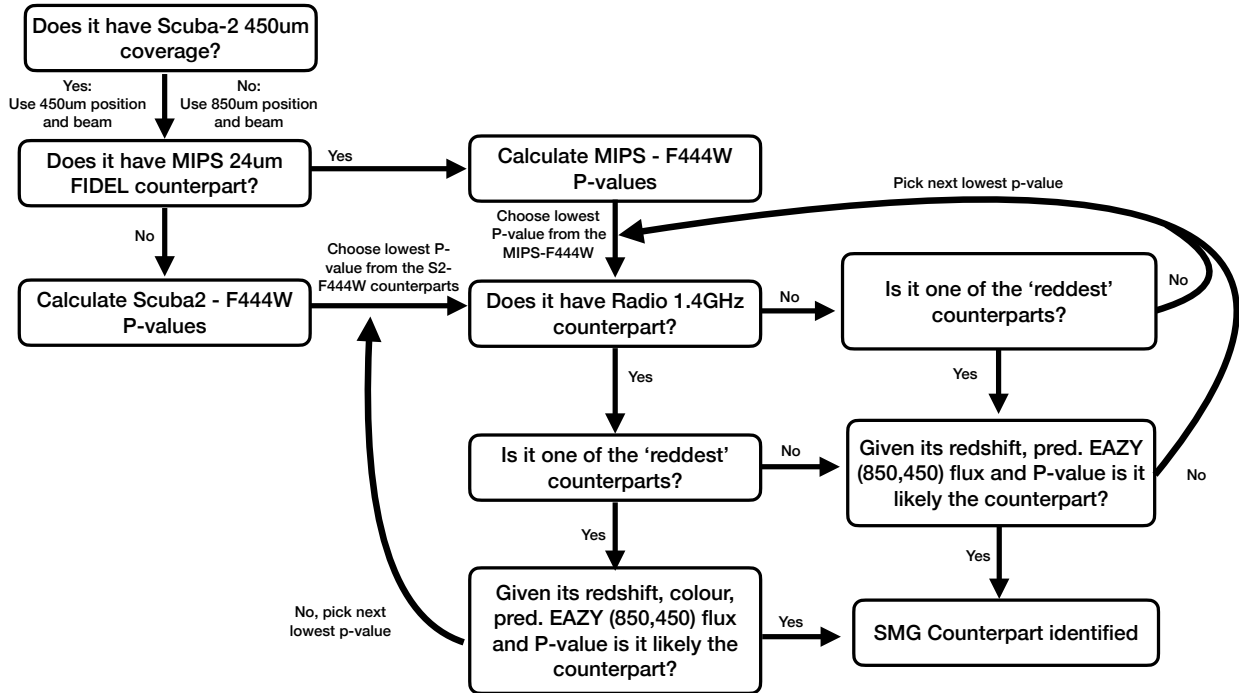 Does it have Scuba-2 450um
coverage?
Yes:
Use 450um position
and beam
No:
Use 850um position
and beam
Does it have MIPS 24um
FIDEL counterpart?
Yes
Calculate MIPS - F444W
P-values
Pick next lowest p-value
No
Choose lowest P-
value from the S2-
F444W counterparts
Choose lowest
P-value from the
MIPS-F444W
Calculate Scuba2 - F444W
P-values
Does it have Radio 1.4GHz
counterpart?
No
Is it one of the ‘reddest’
counterparts?
No
Yes
Yes
Is it one of the ‘reddest’
counterparts?
No
Given its redshift, pred. EAZY
(850,450) flux and P-value is it
likely the counterpart?
No
Yes
Yes
No, pick next
lowest p-value
Given its redshift, colour,
pred. EAZY (850,450) flux
and P-value is it likely the
counterpart?
Yes
SMG Counterpart identified